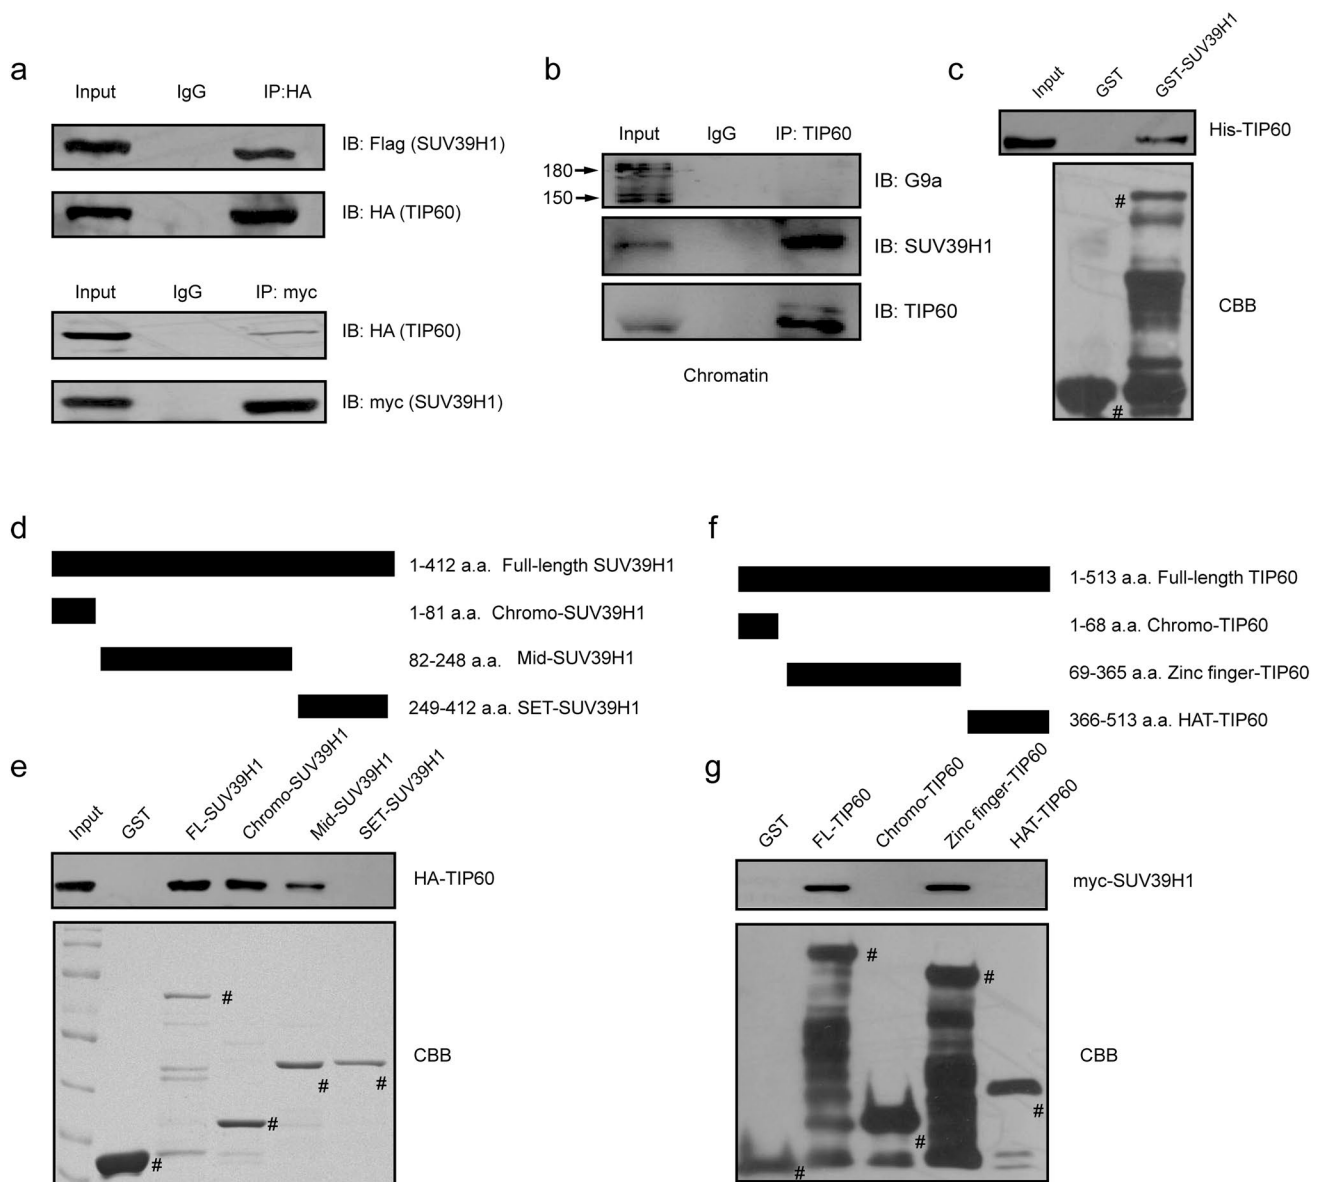 a
Input IgG IP:HA
IB: Flag (SUV39H1)
IB: HA (TIP60)
Input IgG IP: myc
IB: HA (TIP60)
IB: myc (SUV39H1)
b
Input IgG IP: TIP60
180
150
IB: G9a
IB: SUV39H1
IB: TIP60
Chromatin
c
Input GST GST-SUV39H1
His-TIP60
#
CBB
#
d
1-412 a.a. Full-length SUV39H1
1-81 a.a. Chromo-SUV39H1
82-248 a.a. Mid-SUV39H1
249-412 a.a. SET-SUV39H1
e
Input GST FL-SUV39H1 Chromo-SUV39H1 Mid-SUV39H1 SET-SUV39H1
HA-TIP60
#
CBB
# #
#
#
f
1-513 a.a. Full-length TIP60
1-68 a.a. Chromo-TIP60
69-365 a.a. Zinc finger-TIP60
366-513 a.a. HAT-TIP60
g
GST FL-TIP60 Chromo-TIP60 Zinc finger-TIP60 HAT-TIP60
myc-SUV39H1
#
#
CBB
#
#
#